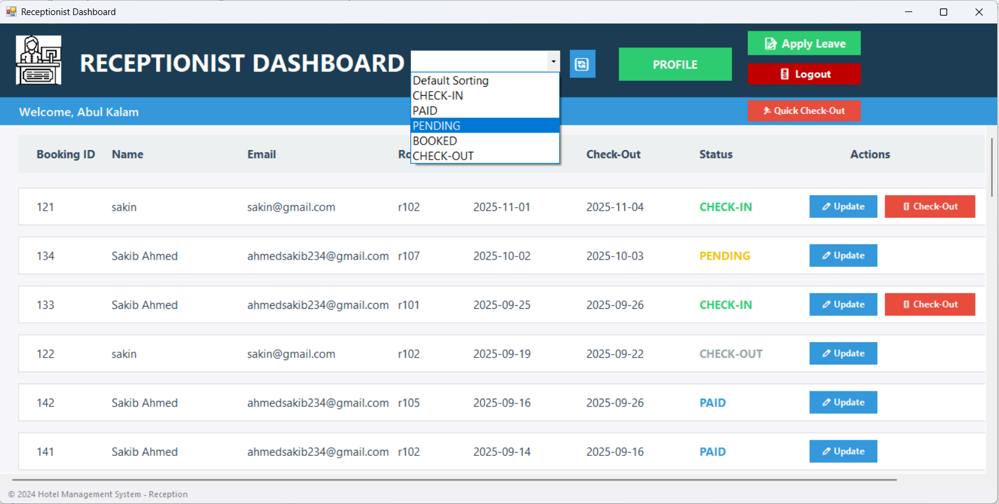 Receptionist Dashboard
RECEPTIONIST DASHBOARD
PROFILE
Apply Leave
Logout
Default Sorting
CHECK-IN
PAID
PENDING
BOOKED
CHECK-OUT
Welcome, Abul Kalam
Quick Check-Out
Booking ID Name Email Ro Check-Out Status Actions
121 sakin sakin@gmail.com r102 2025-11-01 2025-11-04 CHECK-IN Update Check-Out
134 Sakib Ahmed ahmedsakib234@gmail.com r107 2025-10-02 2025-10-03 PENDING Update
133 Sakib Ahmed ahmedsakib234@gmail.com r101 2025-09-25 2025-09-26 CHECK-IN Update Check-Out
122 sakin sakin@gmail.com r102 2025-09-19 2025-09-22 CHECK-OUT Update
142 Sakib Ahmed ahmedsakib234@gmail.com r105 2025-09-16 2025-09-26 PAID Update
141 Sakib Ahmed ahmedsakib234@gmail.com r102 2025-09-14 2025-09-16 PAID Update
© 2024 Hotel Management System - Reception